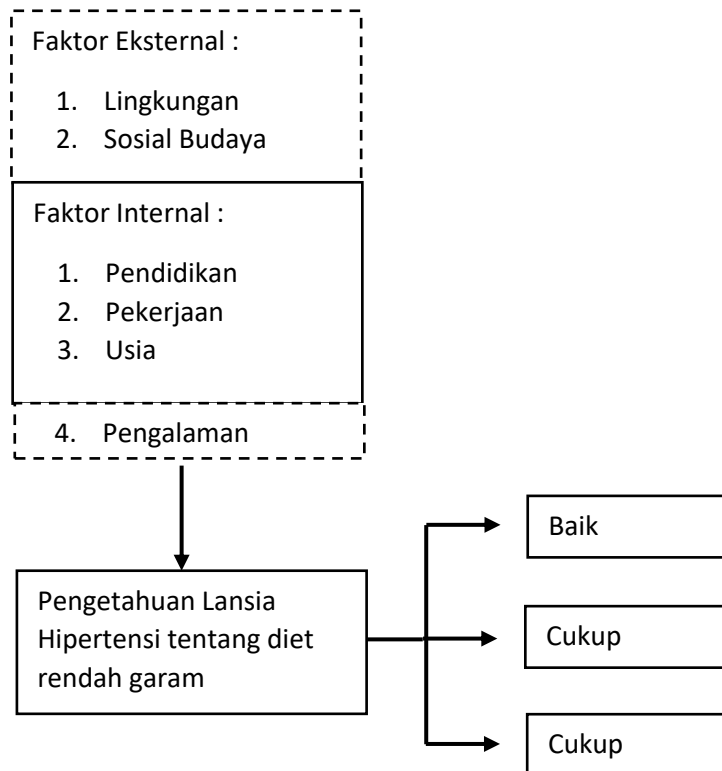 Faktor Eksternal :
1. Lingkungan
2. Sosial Budaya
Faktor Internal :
1. Pendidikan
2. Pekerjaan
3. Usia
4. Pengalaman
Pengetahuan Lansia
Hipertensi tentang diet
rendah garam
Baik
Cukup
Cukup